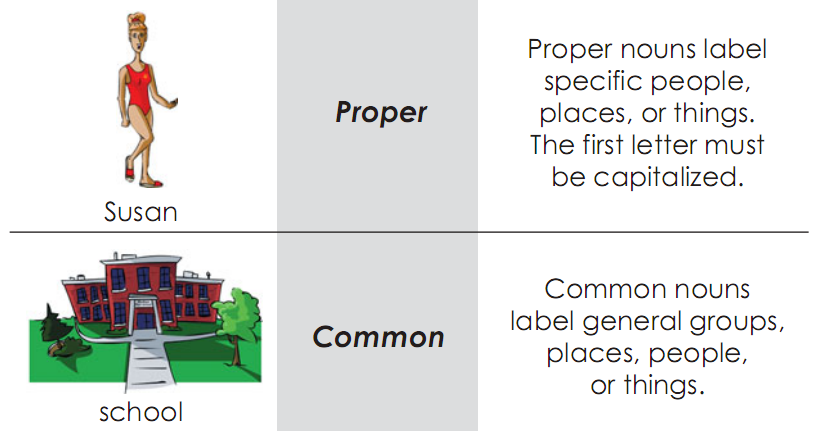 Susan
Proper
Proper nouns label
specific people,
places, or things.
The first letter must
be capitalized.
school
Common
Common nouns
label general groups,
places, people,
or things.